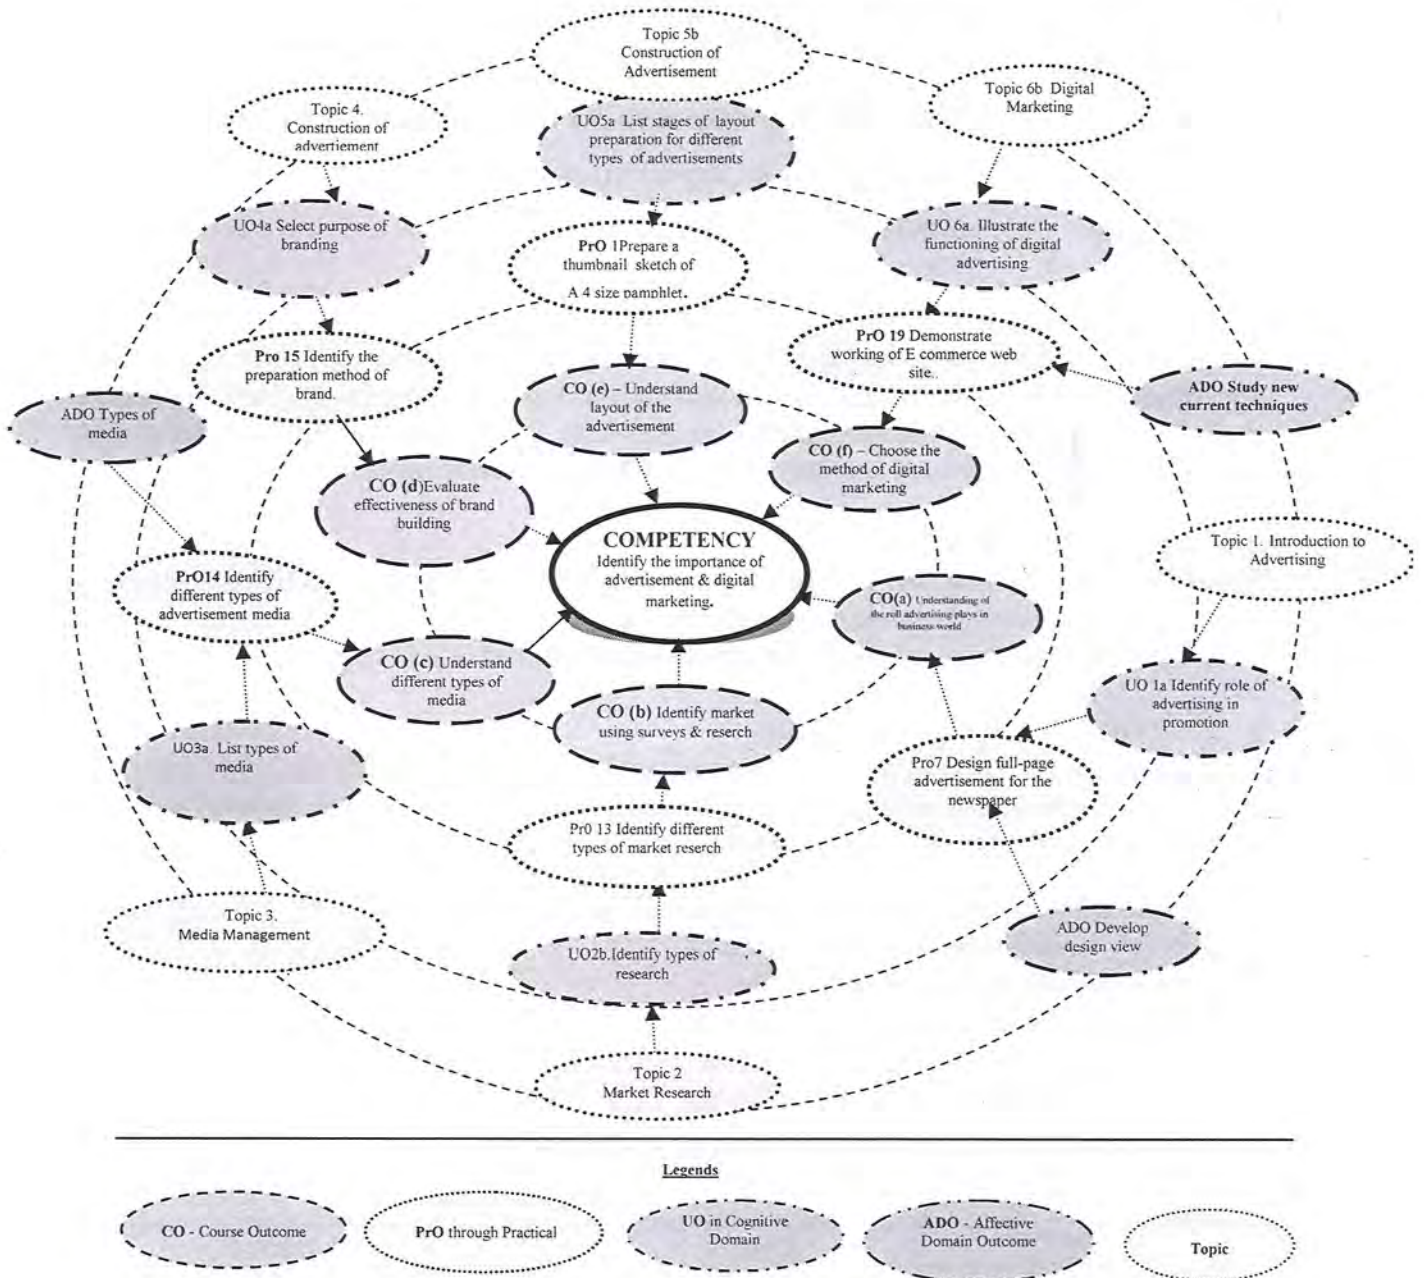 Topic 5b
Construction of
Advertisement
Topic 6b Digital
Marketing
Topic 4.
Construction of
advertiement
UO5a List stages of layout
preparation for different
types of advertisements
UO4a Select purpose of
branding
UO 6a. Illustrate the
functioning of digital
advertising
PrO 1Prepare a
thumbnail sketch of
A 4 size pamphlet.
PrO 19 Demonstrate
working of E commerce web
site..
Pro 15 Identify the
preparation method of
brand.
ADO Study new
current techniques
ADO Types of
media
CO (e) – Understand
layout of the
advertisement
CO (f) – Choose the
method of digital
marketing
CO (d)Evaluate
effectiveness of brand
building
COMPETENCY
Identify the importance of
advertisement & digital
marketing.
Topic 1. Introduction to
Advertising
PrO14 Identify
different types of
advertisement media
CO(a) Understanding of
the roll advertising plays in
business world
CO (c) Understand
different types of
media
UO 1a Identify role of
advertising in
promotion
CO (b) Identify market
using surveys & reserch
UO3a. List types of
media
Pro7 Design full-page
advertisement for the
newspaper
Pr0 13 Identify different
types of market reserch
Topic 3.
Media Management
ADO Develop
design view
UO2b.Identify types of
research
Topic 2
Market Research
Legends
CO - Course Outcome
PrO through Practical
UO in Cognitive
Domain
ADO - Affective
Domain Outcome
Topic